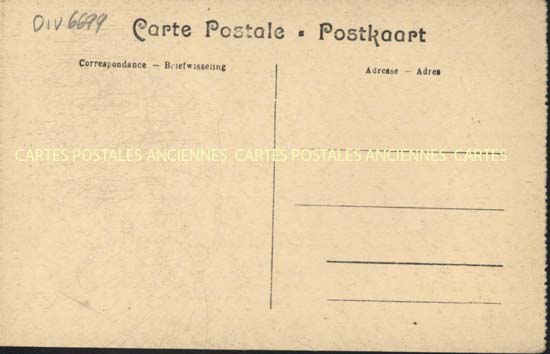 DIV 6699
Carte Postale • Postkaart
Correspondance — Briefwisseling
Adresse — Adres
CARTES POSTALES ANCIENNES CARTES POSTALES ANCIENNES CARTES